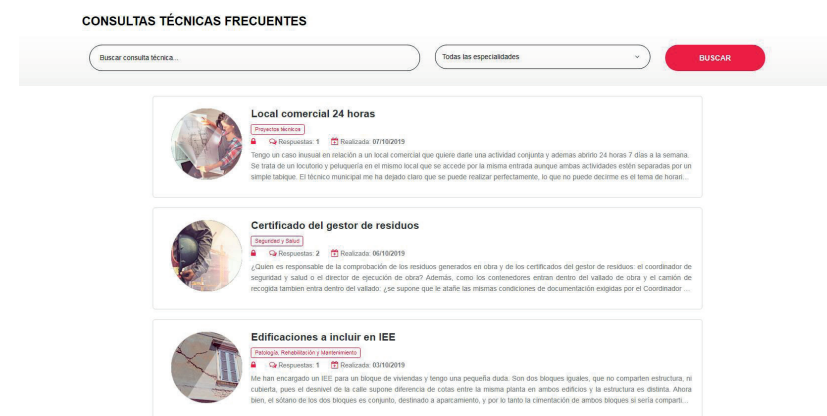 CONSULTAS TÉCNICAS FRECUENTES
Buscar consulta técnica...
Todas las especialidades
BUSCAR
Local comercial 24 horas
Proyectos técnicos
Respuestas: 1 Realizada: 07/10/2019
Tengo un caso inusual en relación a un local comercial que quiere darle una actividad conjunta y ademas abrirlo 24 horas 7 días a la semana.
Se trata de un locutorio y peluquería en el mismo local que se accede por la misma entrada aunque ambas actividades estén separadas por un
simple tabique. El técnico municipal me ha dejado claro que se puede realizar perfectamente, lo que no puede decirme es el tema de horari...
Certificado del gestor de residuos
Seguridad y Salud
Respuestas: 2 Realizada: 06/10/2019
¿Quien es responsable de la comprobación de los residuos generados en obra y de los certificados del gestor de residuos: el coordinador de
seguridad y salud o el director de ejecución de obra? Además, como los contenedores entran dentro del vallado de obra y el camión de
recogida tambien entra dentro del vallado: ¿se supone que le atañe las mismas condiciones de documentación exigidas por el Coordinador ...
Edificaciones a incluir en IEE
Patología, Rehabilitación y Mantenimiento
Respuestas: 1 Realizada: 03/10/2019
Me han encargado un IEE para un bloque de viviendas y tengo una pequeña duda. Son dos bloques iguales, que no comparten estructura, ni
cubierta, pues el desnivel de la calle supone diferencia de cotas entre la misma planta en ambos edificios y la estructura es distinta. Ahora
bien, el sótano de los dos bloques es conjunto, destinado a aparcamiento, y por lo tanto la cimentación de ambos bloques si sería comparti...